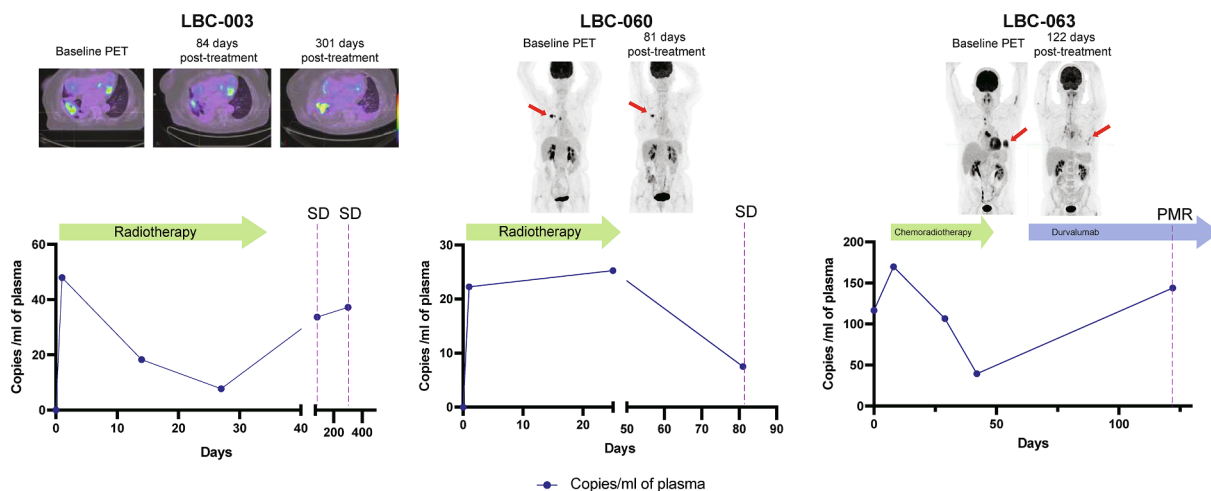 LBC-003
Baseline PET
84 days
post-treatment
301 days
post-treatment
SD SD
Radiotherapy
Copies /ml of plasma
60
40
20
0
0 10 20 30 40 200 400
Days
LBC-060
Baseline PET
81 days
post-treatment
SD
Radiotherapy
Copies /ml of plasma
30
20
10
0
0 10 20 50 60 70 80 90
Days
LBC-063
Baseline PET
122 days
post-treatment
PMR
Chemoradiotherapy
Durvalumab
Copies /ml of plasma
200
150
100
50
0
0 50 100
Days
Copies/ml of plasma